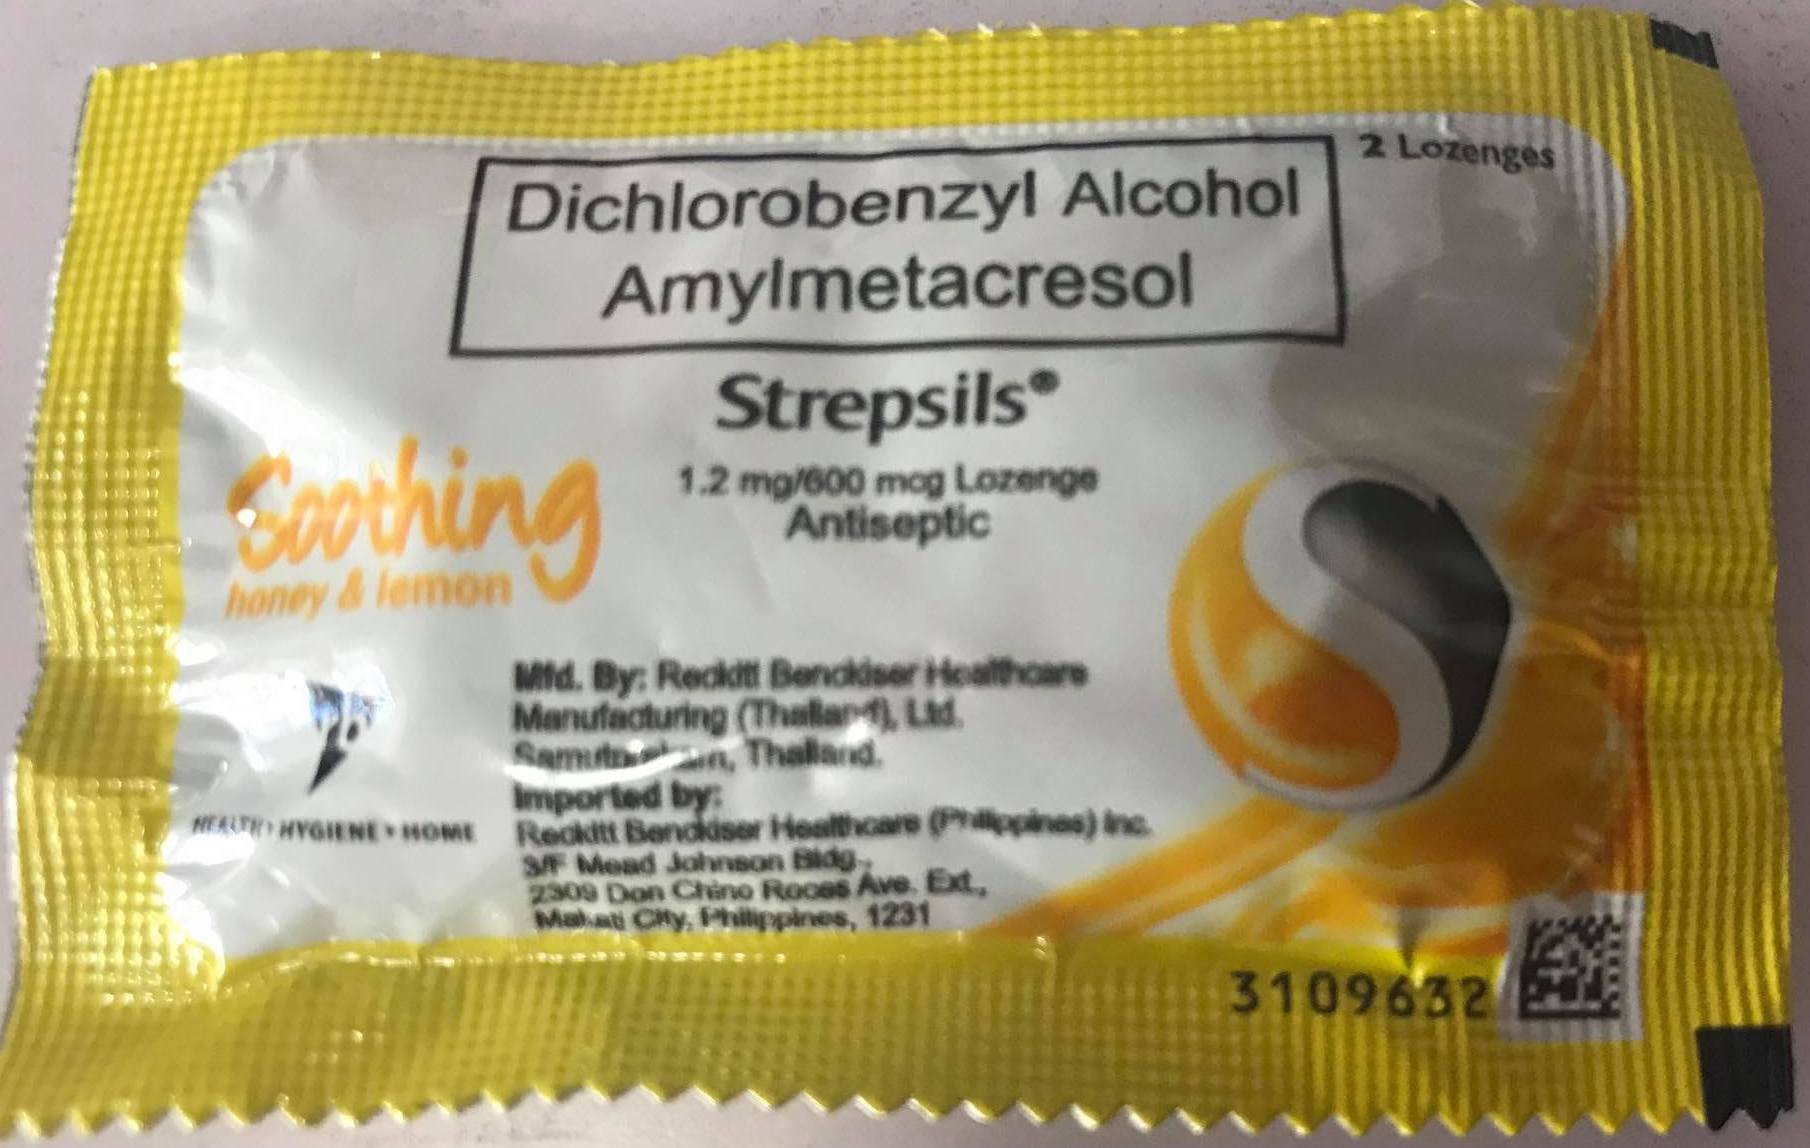 2 Lozenges
Dichlorobenzyl Alcohol
Amylmetacresol
Strepsils®
1.2 mg/600 mcg Lozenge
Antiseptic
Soothing
honey & lemon
Mfd. By: Reckitt Benckiser Healthcare
Manufacturing (Thailand), Ltd.
Thailand.
Imported by:
Reckitt Benckiser Healthcare (Philippines) Inc.
3/F Mead Johnson Bldg.,
2309 Don Chino Roces Ave. Ext.,
Makati City, Philippines, 1231
HEALTH • HYGIENE • HOME
3109632